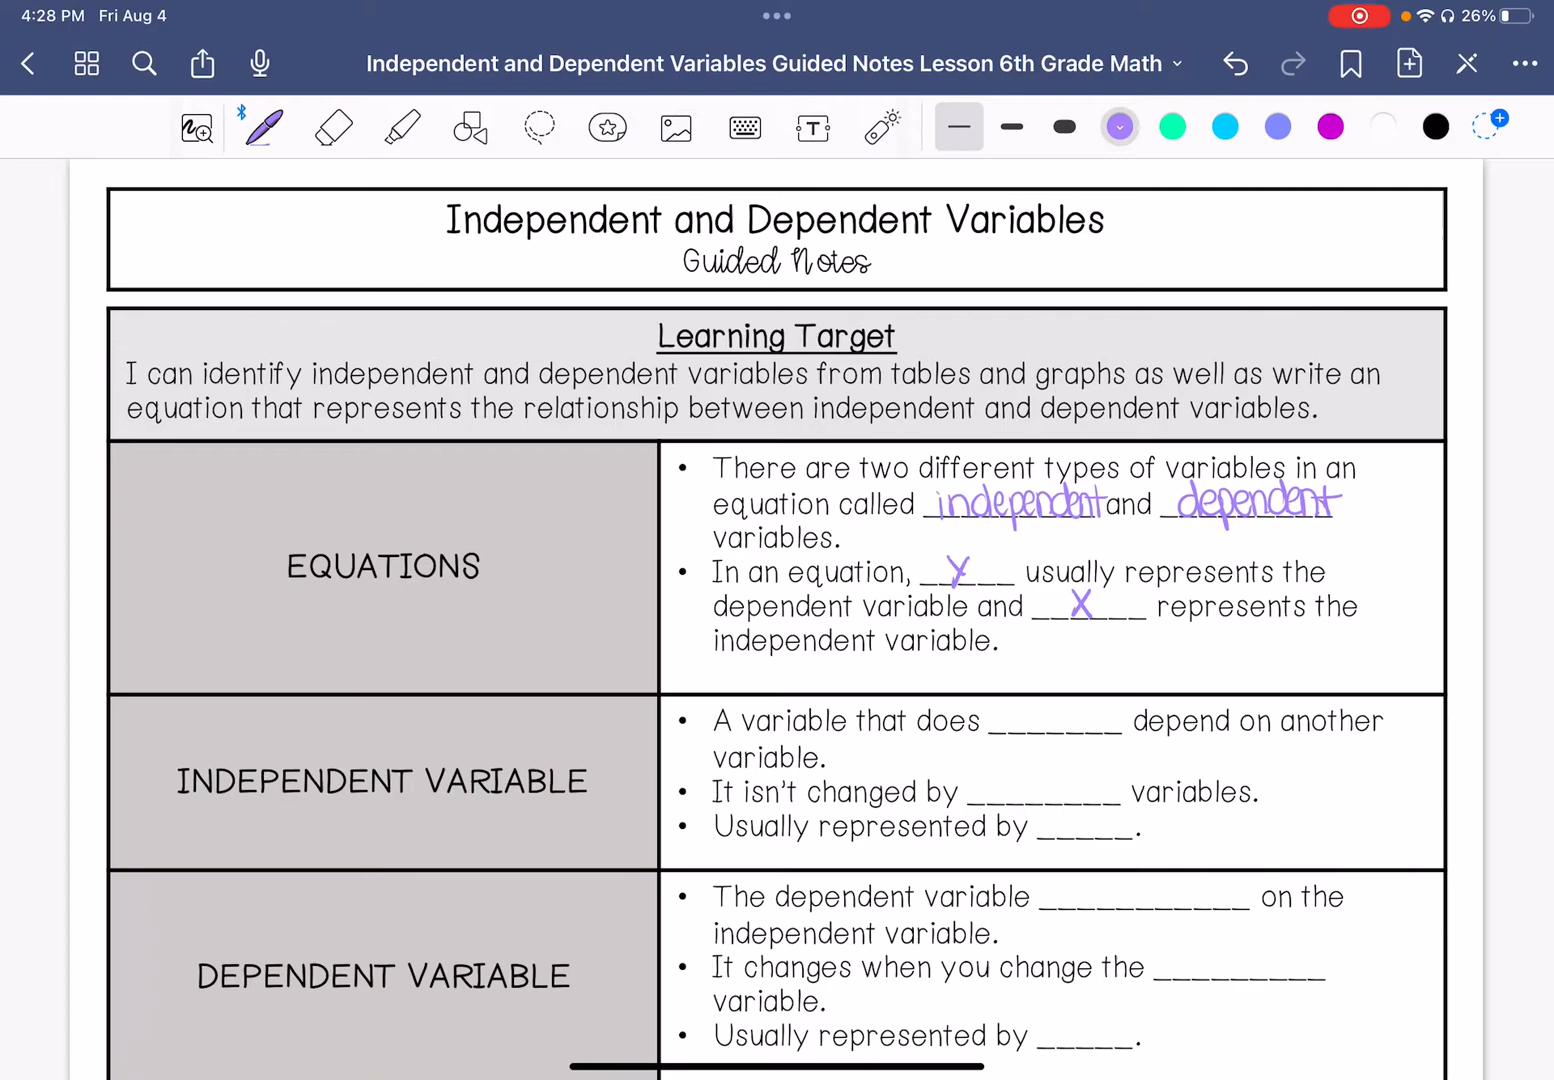 4:28 PM Fri Aug 4
26%
Independent and Dependent Variables Guided Notes Lesson 6th Grade Math
T
Independent and Dependent Variables
Guided Notes
Learning Target
I can identify independent and dependent variables from tables and graphs as well as write an
equation that represents the relationship between independent and dependent variables.
EQUATIONS
• There are two different types of variables in an
equation called independent and dependent
variables.
• In an equation, __y___ usually represents the
dependent variable and __x___ represents the
independent variable.
INDEPENDENT VARIABLE
• A variable that does _______ depend on another
variable.
• It isn't changed by ________ variables.
• Usually represented by _____.
DEPENDENT VARIABLE
• The dependent variable ___________ on the
independent variable.
• It changes when you change the _________
variable.
• Usually represented by _____.